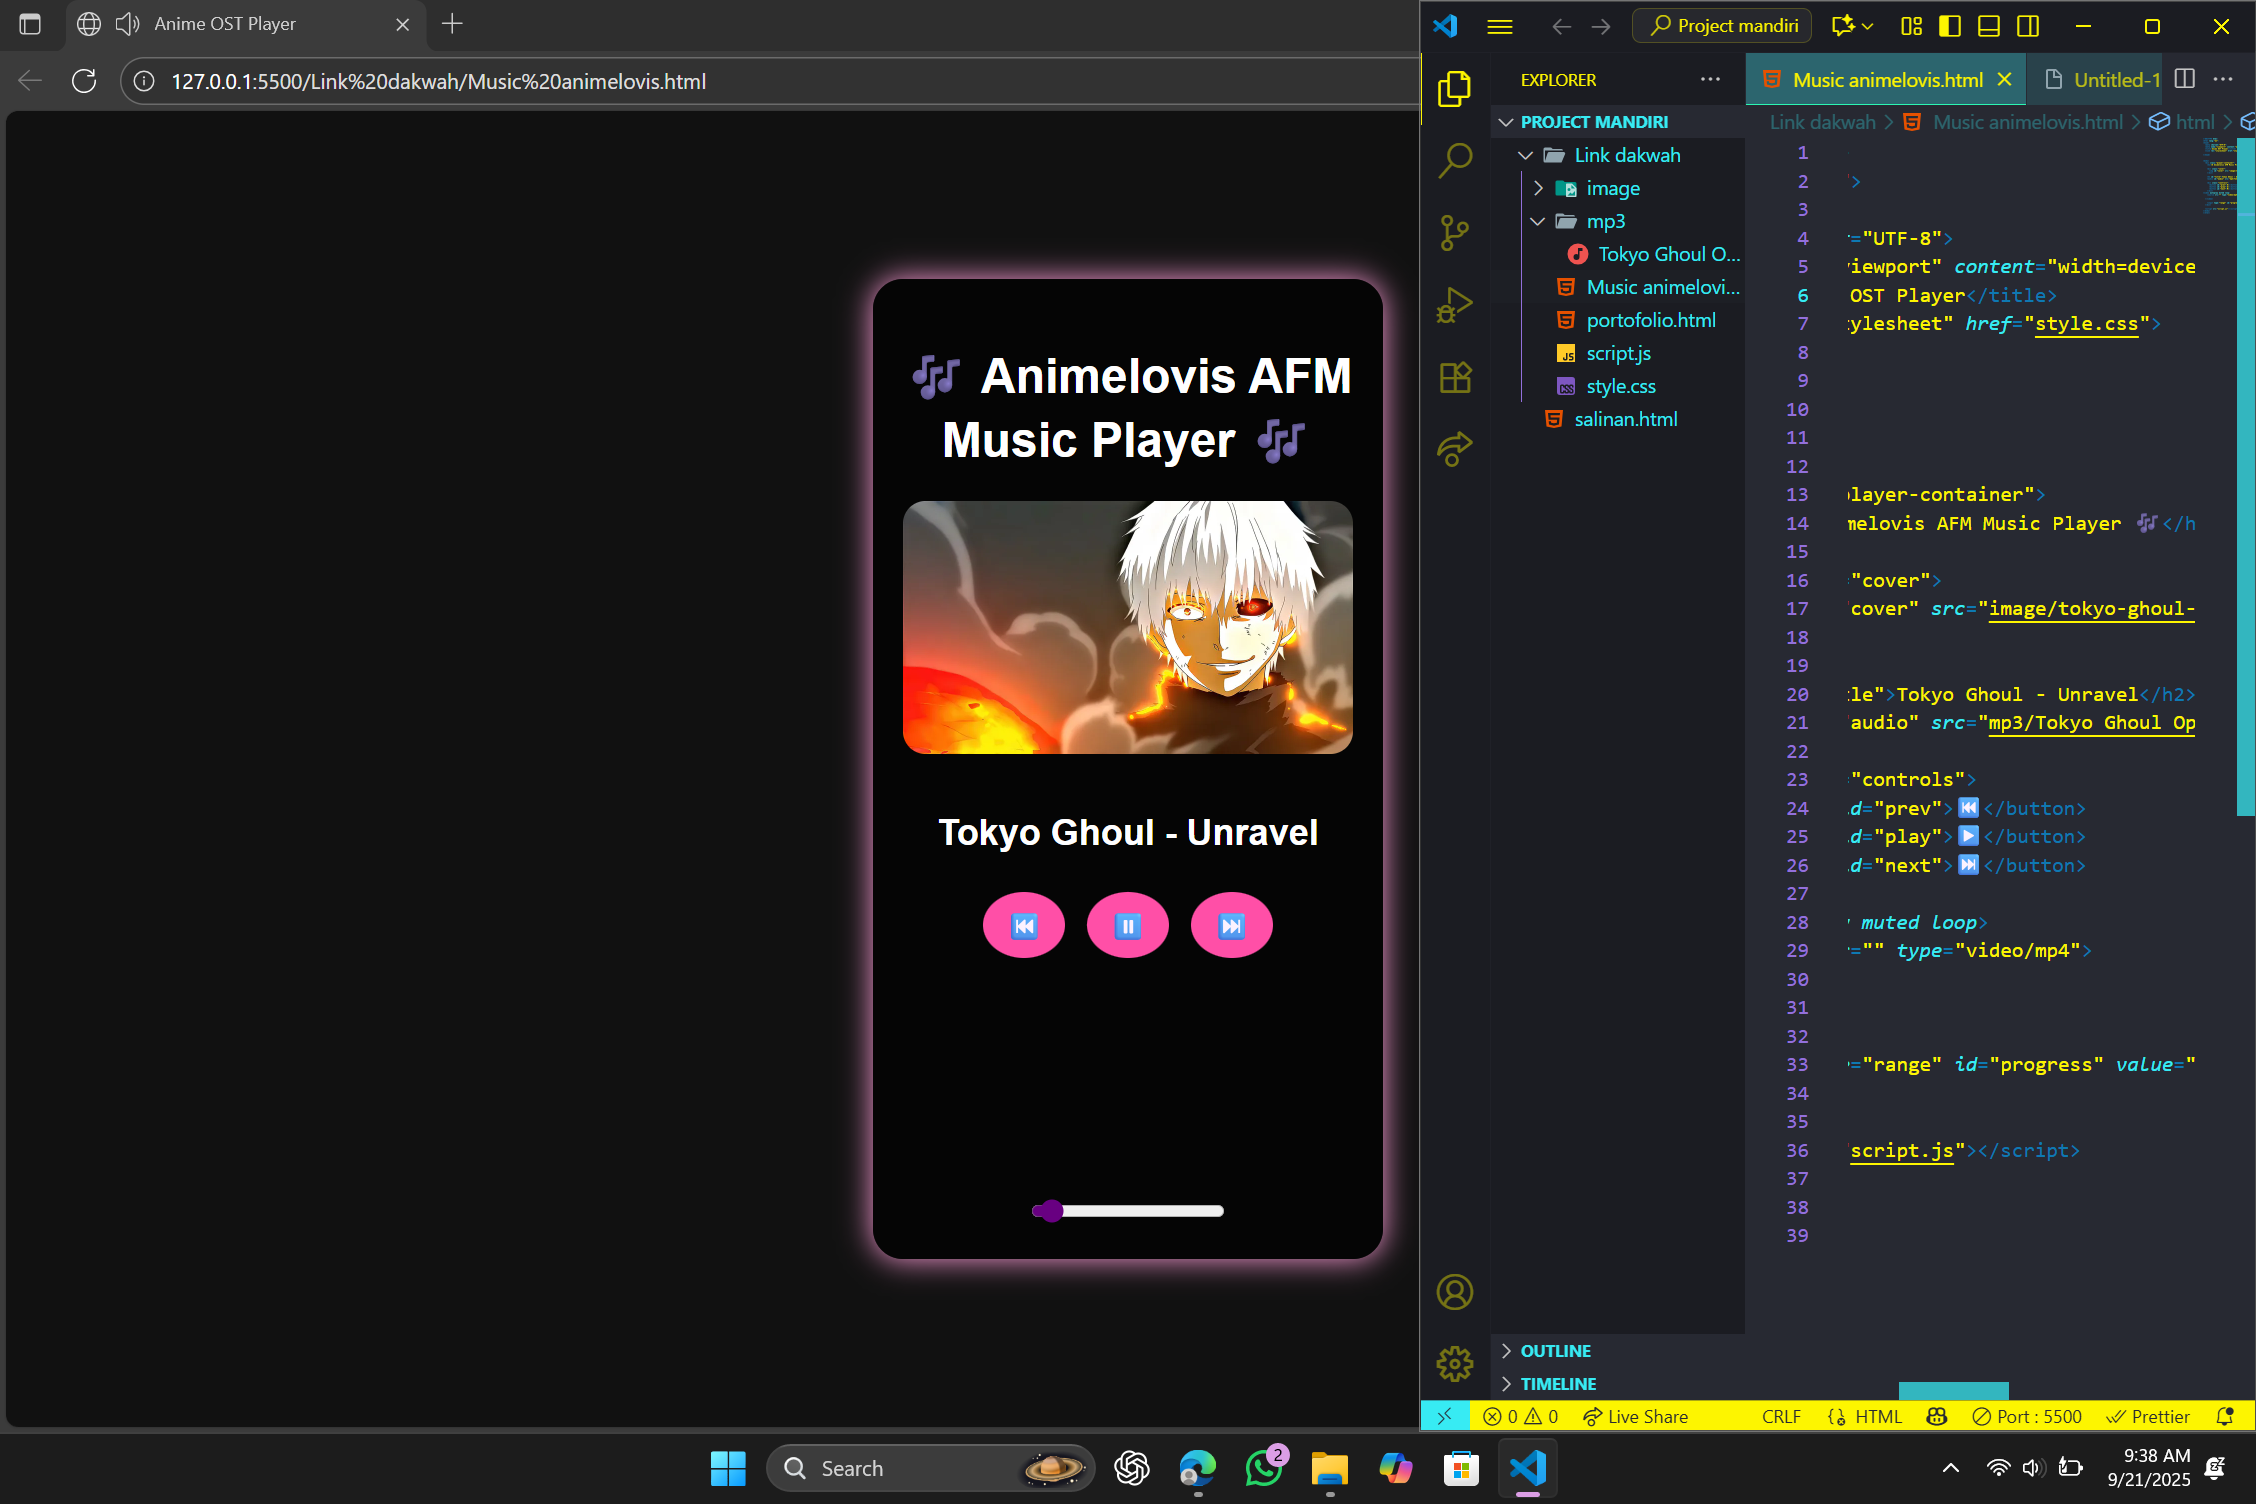 Anime OST Player
127.0.0.1:5500/Link%20dakwah/Music%20animelovis.html
🎶 Animelovis AFM
Music Player 🎶
Tokyo Ghoul - Unravel
Project mandiri
EXPLORER
PROJECT MANDIRI
Link dakwah
image
mp3
Tokyo Ghoul O...
Music animelovi...
portofolio.html
script.js
style.css
salinan.html
OUTLINE
TIMELINE
Music animelovis.html
Untitled-1
Link dakwah > Music animelovis.html > html >
1
2 >
3
4 ="UTF-8">
5 viewport" content="width=device
6 OST Player</title>
7 tylesheet" href="style.css">
8
9
10
11
12
13 player-container">
14 melovis AFM Music Player 🎶</h
15
16 ="cover">
17 cover" src="image/tokyo-ghoul-
18
19
20 tle">Tokyo Ghoul - Unravel</h2>
21 audio" src="mp3/Tokyo Ghoul Op
22
23 "controls">
24 id="prev">⏮</button>
25 id="play">▶</button>
26 id="next">⏭</button>
27
28 muted loop>
29 ="" type="video/mp4">
30
31
32
33 ="range" id="progress" value="
34
35
36 script.js"></script>
37
38
39
0 0 Live Share CRLF HTML Port : 5500 Prettier
Search
2
9:38 AM
9/21/2025